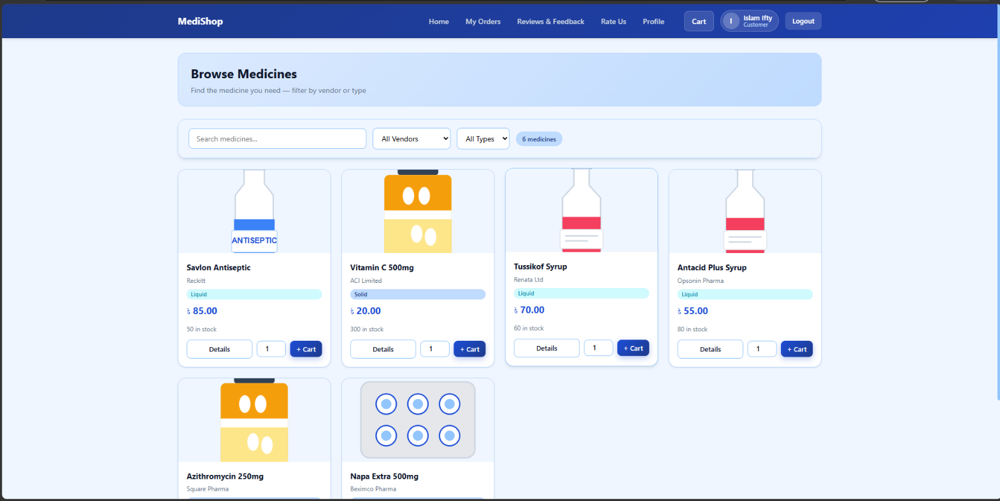 MediShop
Home My Orders Reviews & Feedback Rate Us Profile Cart I Islam Ifty Customer Logout
Browse Medicines
Find the medicine you need — filter by vendor or type
Search medicines... All Vendors All Types 6 medicines
ANTISEPTIC
Savlon Antiseptic
Reckitt
Liquid
৳ 85.00
50 in stock
Details 1 + Cart
Vitamin C 500mg
ACI Limited
Solid
৳ 20.00
300 in stock
Details 1 + Cart
Tussikof Syrup
Renata Ltd
Liquid
৳ 70.00
60 in stock
Details 1 + Cart
Antacid Plus Syrup
Opsonin Pharma
Liquid
৳ 55.00
80 in stock
Details 1 + Cart
Azithromycin 250mg
Square Pharma
Napa Extra 500mg
Beximco Pharma